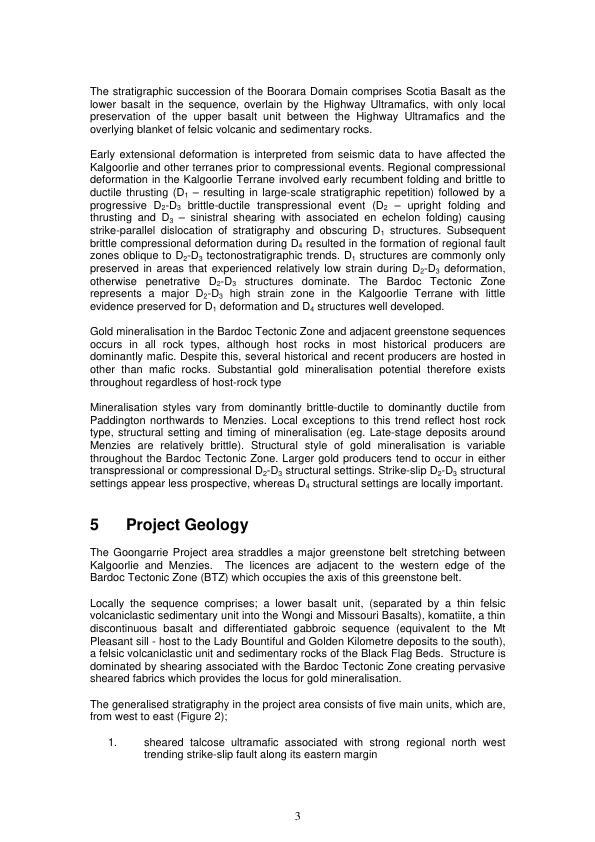 The stratigraphic succession of the Boorara Domain comprises Scotia Basalt as the
lower basalt in the sequence, overlain by the Highway Ultramafics, with only local
preservation of the upper basalt unit between the Highway Ultramafics and the
overlying blanket of felsic volcanic and sedimentary rocks.

Early extensional deformation is interpreted from seismic data to have affected the
Kalgoorlie and other terranes prior to compressional events. Regional compressional
deformation in the Kalgoorlie Terrane involved early recumbent folding and brittle to
ductile thrusting (D₁ – resulting in large-scale stratigraphic repetition) followed by a
progressive D₂-D₃ brittle-ductile transpressional event (D₂ – upright folding and
thrusting and D₃ – sinistral shearing with associated en echelon folding) causing
strike-parallel dislocation of stratigraphy and obscuring D₁ structures. Subsequent
brittle compressional deformation during D₄ resulted in the formation of regional fault
zones oblique to D₂-D₃ tectonostratigraphic trends. D₁ structures are commonly only
preserved in areas that experienced relatively low strain during D₂-D₃ deformation,
otherwise penetrative D₂-D₃ structures dominate. The Bardoc Tectonic Zone
represents a major D₂-D₃ high strain zone in the Kalgoorlie Terrane with little
evidence preserved for D₁ deformation and D₄ structures well developed.

Gold mineralisation in the Bardoc Tectonic Zone and adjacent greenstone sequences
occurs in all rock types, although host rocks in most historical producers are
dominantly mafic. Despite this, several historical and recent producers are hosted in
other than mafic rocks. Substantial gold mineralisation potential therefore exists
throughout regardless of host-rock type

Mineralisation styles vary from dominantly brittle-ductile to dominantly ductile from
Paddington northwards to Menzies. Local exceptions to this trend reflect host rock
type, structural setting and timing of mineralisation (eg. Late-stage deposits around
Menzies are relatively brittle). Structural style of gold mineralisation is variable
throughout the Bardoc Tectonic Zone. Larger gold producers tend to occur in either
transpressional or compressional D₂-D₃ structural settings. Strike-slip D₂-D₃ structural
settings appear less prospective, whereas D₄ structural settings are locally important.

5 Project Geology

The Goongarrie Project area straddles a major greenstone belt stretching between
Kalgoorlie and Menzies. The licences are adjacent to the western edge of the
Bardoc Tectonic Zone (BTZ) which occupies the axis of this greenstone belt.

Locally the sequence comprises; a lower basalt unit, (separated by a thin felsic
volcaniclastic sedimentary unit into the Wongi and Missouri Basalts), komatiite, a thin
discontinuous basalt and differentiated gabbroic sequence (equivalent to the Mt
Pleasant sill - host to the Lady Bountiful and Golden Kilometre deposits to the south),
a felsic volcaniclastic unit and sedimentary rocks of the Black Flag Beds. Structure is
dominated by shearing associated with the Bardoc Tectonic Zone creating pervasive
sheared fabrics which provides the locus for gold mineralisation.

The generalised stratigraphy in the project area consists of five main units, which are,
from west to east (Figure 2);

1. sheared talcose ultramafic associated with strong regional north west
trending strike-slip fault along its eastern margin

3